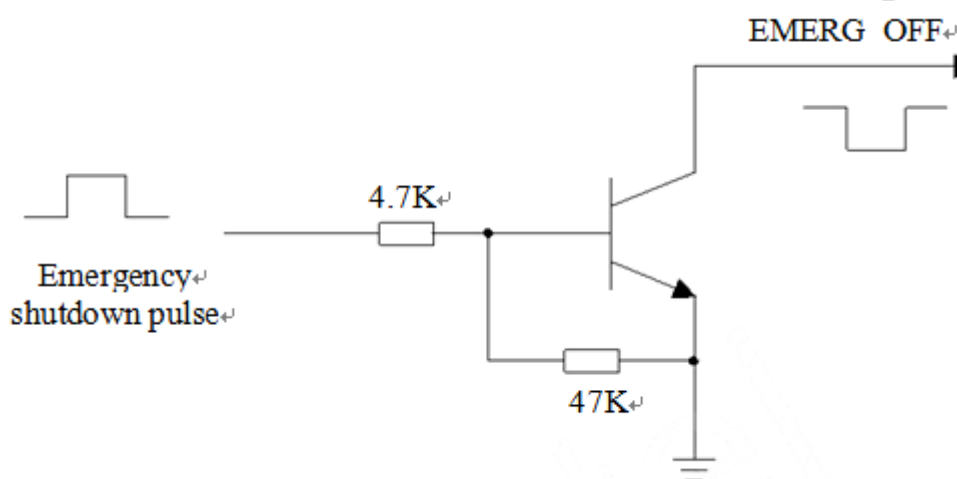 EMERG OFF↵
4.7K↵
Emergency↵
shutdown pulse↵
47K↵